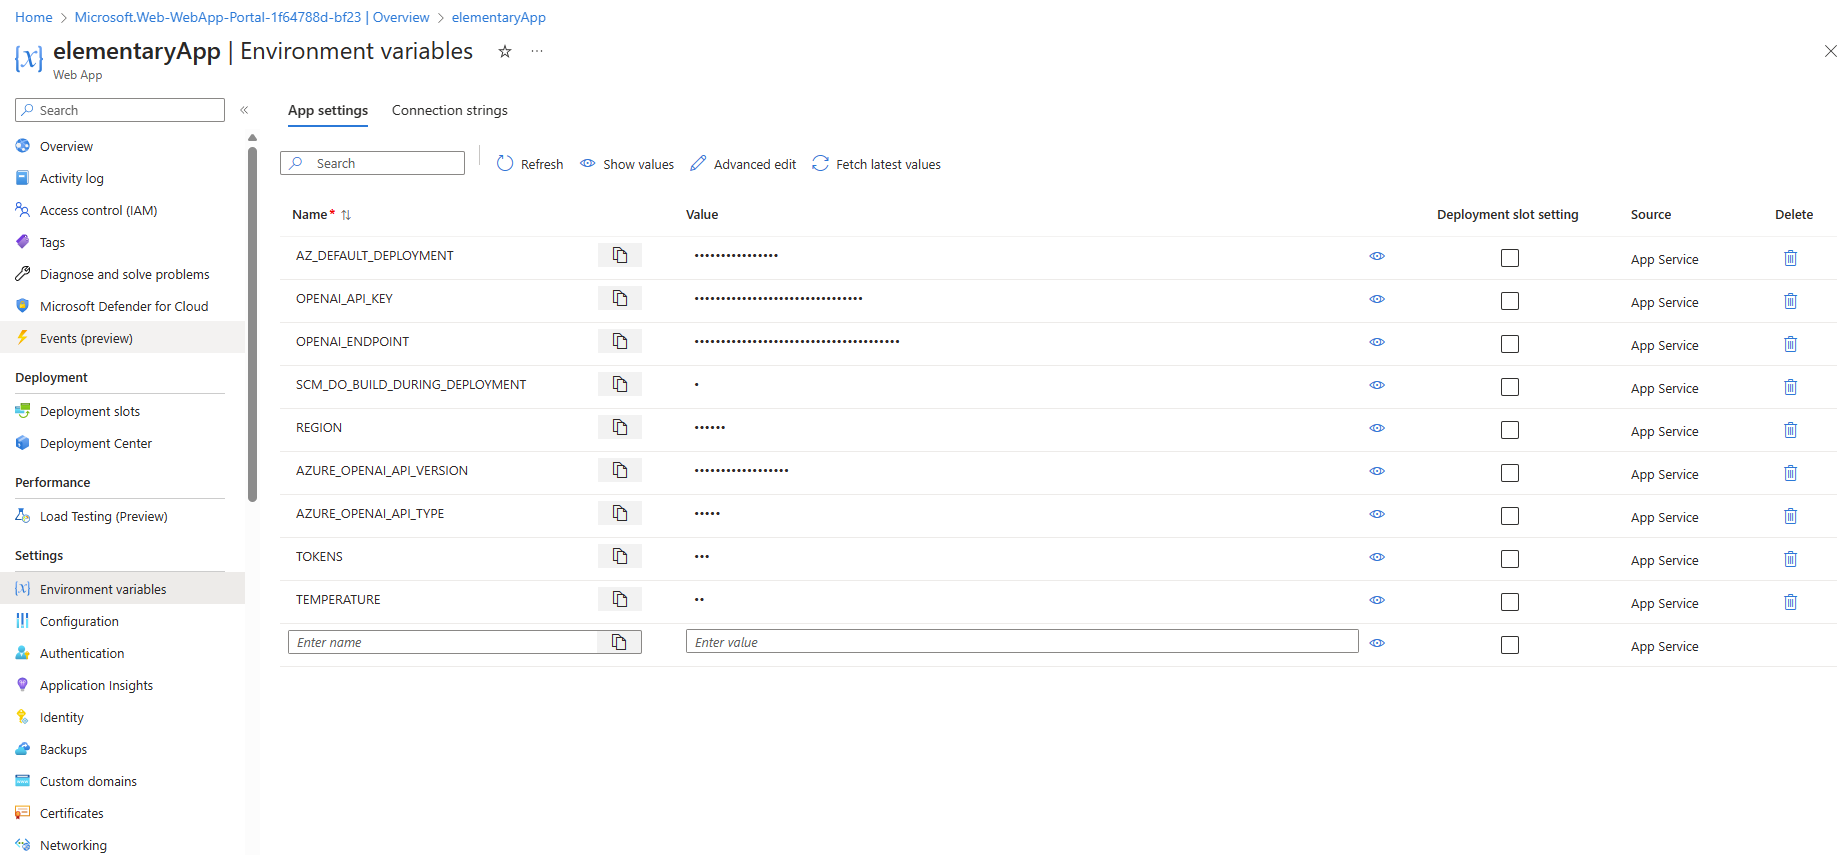 Home > Microsoft.Web-WebApp-Portal-1f64788d-bf23 | Overview > elementaryApp
elementaryApp | Environment variables
Web App
Search
Overview
Activity log
Access control (IAM)
Tags
Diagnose and solve problems
Microsoft Defender for Cloud
Events (preview)
Deployment
Deployment slots
Deployment Center
Performance
Load Testing (Preview)
Settings
Environment variables
Configuration
Authentication
Application Insights
Identity
Backups
Custom domains
Certificates
Networking
App settings Connection strings
Search Refresh Show values Advanced edit Fetch latest values
Name* Value Deployment slot setting Source Delete
AZ_DEFAULT_DEPLOYMENT •••••••••••••••• App Service
OPENAI_API_KEY •••••••••••••••••••••••••••••••• App Service
OPENAI_ENDPOINT ••••••••••••••••••••••••••••••••••••••• App Service
SCM_DO_BUILD_DURING_DEPLOYMENT • App Service
REGION •••••• App Service
AZURE_OPENAI_API_VERSION •••••••••••••••••• App Service
AZURE_OPENAI_API_TYPE ••••• App Service
TOKENS ••• App Service
TEMPERATURE •• App Service
Enter name Enter value App Service